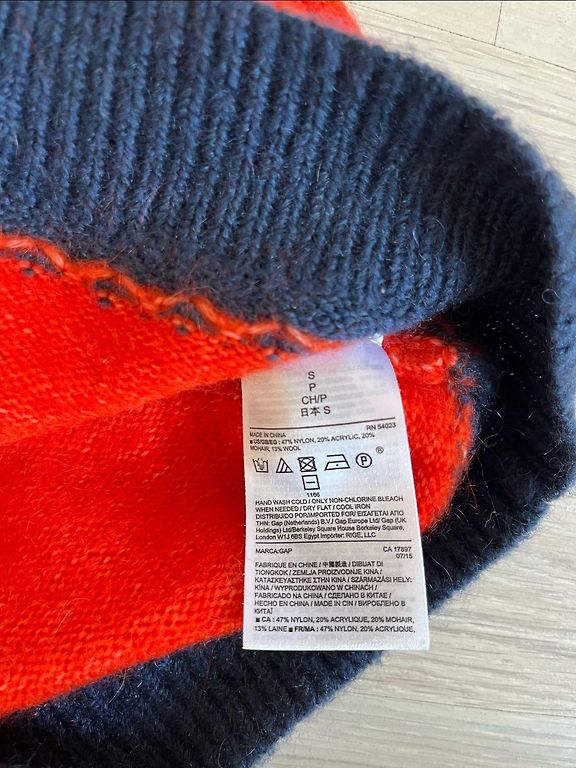 S
P
CH/P
日本 S
MADE IN CHINA RN 54023
■ US/GB/EG : 47% NYLON, 20% ACRYLIC, 20%
MOHAIR, 13% WOOL
P ®
1166
HAND WASH COLD / ONLY NON-CHLORINE BLEACH
WHEN NEEDED / DRY FLAT / COOL IRON
DISTRIBUIDO POR/IMPORTED FOR/ ΕΙΣΑΓΕΤΑΙ ΑΠΟ
THN: Gap (Netherlands) B.V./ Gap Europe Ltd/ Gap (UK
Holdings) Ltd/Berkeley Square House Berkeley Square,
London W1J 6BS Egypt Importer: RIGE, LLC
MARCA:GAP CA 17897
07/15
FABRIQUE EN CHINE / 中國製造 / DIBUAT DI
TIONGKOK / ZEMLJA PROIZVODNJE KINA /
ΚΑΤΑΣΚΕΥΑΣΤΗΚΕ ΣΤΗΝ ΚΙΝΑ / SZÁRMAZÁSI HELY:
KÍNA / WYPRODUKOWANO W CHINACH /
FABRICADO NA CHINA / СДЕЛАНО В КИТАЕ /
HECHO EN CHINA / MADE IN CIN / ВИРОБЛЕНО В
КИТАЇ
■ CA : 47% NYLON, 20% ACRYLIQUE, 20% MOHAIR,
13% LAINE ■ FR/MA : 47% NYLON, 20% ACRYLIQUE,